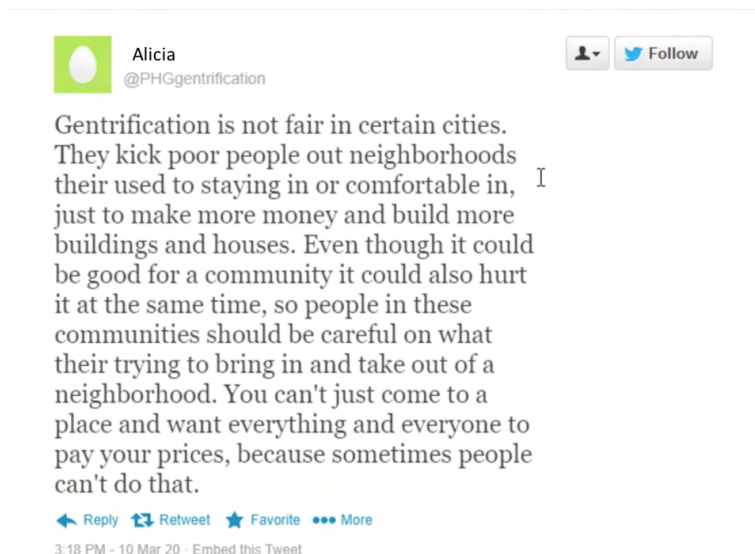 Alicia
@PHGgentrification
Follow
Gentrification is not fair in certain cities.
They kick poor people out neighborhoods
their used to staying in or comfortable in,
just to make more money and build more
buildings and houses. Even though it could
be good for a community it could also hurt
it at the same time, so people in these
communities should be careful on what
their trying to bring in and take out of a
neighborhood. You can't just come to a
place and want everything and everyone to
pay your prices, because sometimes people
can't do that.
Reply Retweet Favorite More
3:18 PM - 10 Mar 20 · Embed this Tweet